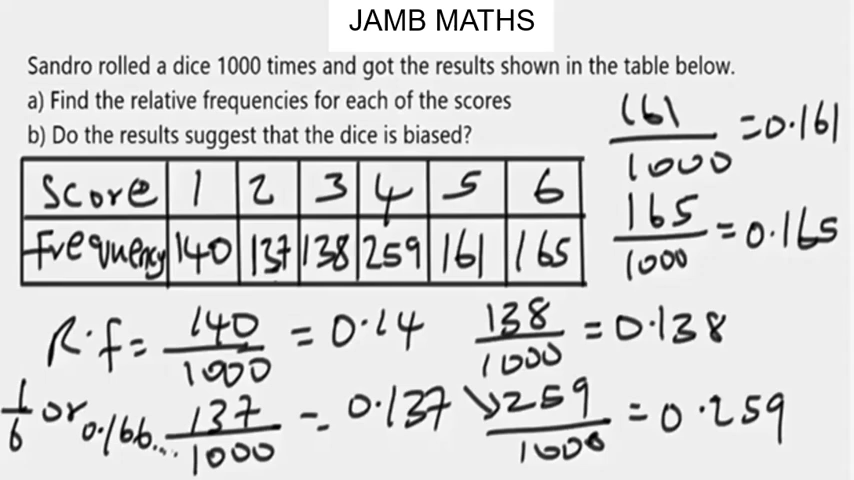 JAMB MATHS
Sandro rolled a dice 1000 times and got the results shown in the table below.
a) Find the relative frequencies for each of the scores
b) Do the results suggest that the dice is biased?
161/1000 = 0.161
Score 1 2 3 4 5 6
Frequency 140 137 138 259 161 165
165/1000 = 0.165
R.f = 140/1000 = 0.14 138/1000 = 0.138
1/6 or 0.166... 137/1000 = 0.137 259/1000 = 0.259